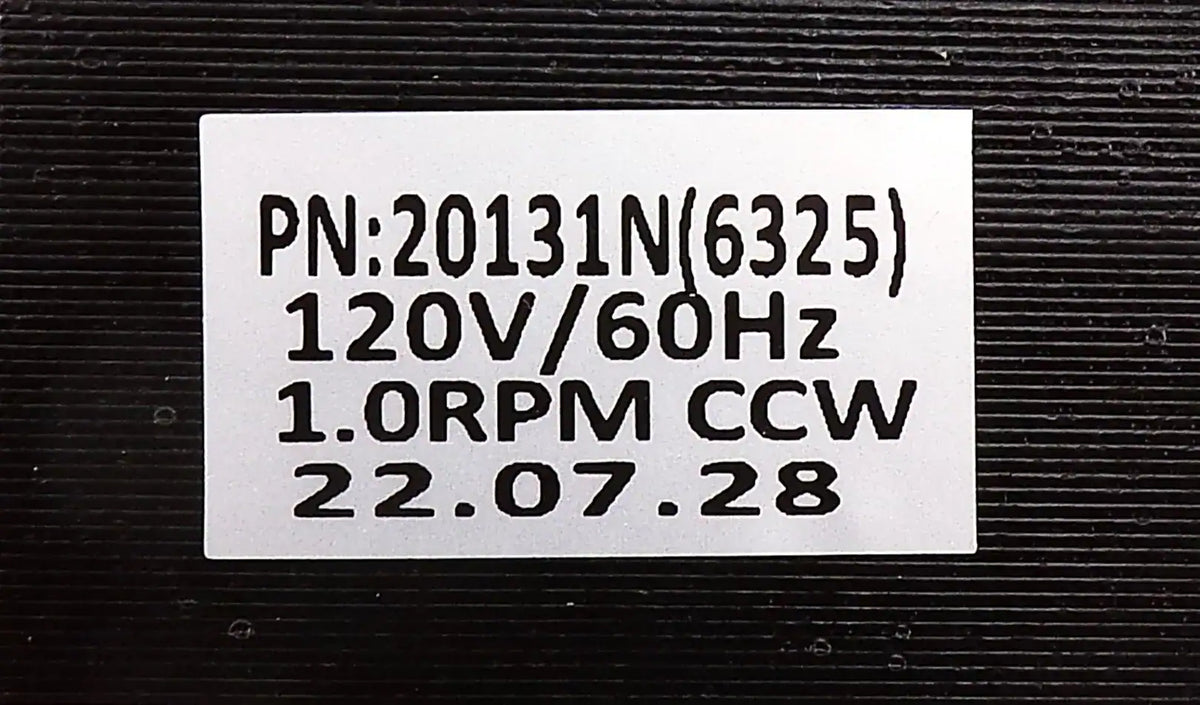 PN:20131N(6325)
120V/60Hz
1.0RPM CCW
22.07.28